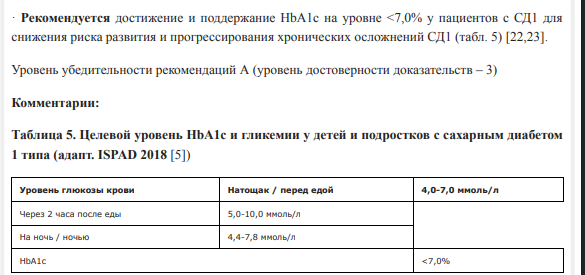 · Рекомендуется достижение и поддержание HbA1c на уровне <7,0% у пациентов с СД1 для
снижения риска развития и прогрессирования хронических осложнений СД1 (табл. 5) [22,23].
Уровень убедительности рекомендаций А (уровень достоверности доказательств – 3)
Комментарии:
Таблица 5. Целевой уровень HbA1c и гликемии у детей и подростков с сахарным диабетом
1 типа (адапт. ISPAD 2018 [5])
Уровень глюкозы крови Натощак / перед едой 4,0-7,0 ммоль/л
Через 2 часа после еды 5,0-10,0 ммоль/л
На ночь / ночью 4,4-7,8 ммоль/л
HbA1c <7,0%